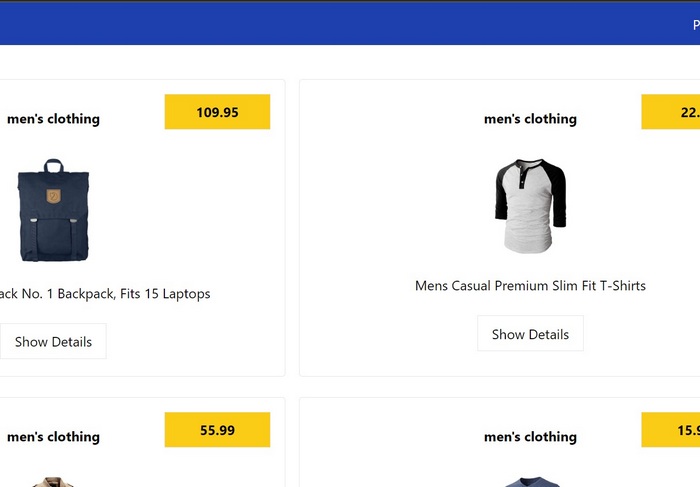 P
men's clothing
109.95
ack No. 1 Backpack, Fits 15 Laptops
Show Details
men's clothing
22.
Mens Casual Premium Slim Fit T-Shirts
Show Details
men's clothing
55.99
men's clothing
15.9